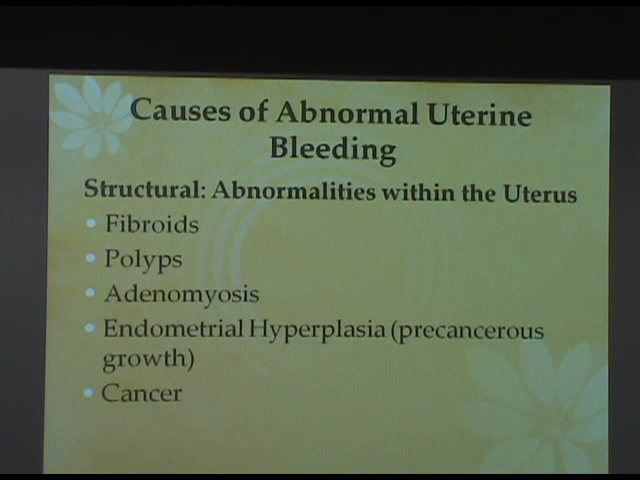 Causes of Abnormal Uterine
Bleeding
Structural: Abnormalities within the Uterus
• Fibroids
• Polyps
• Adenomyosis
• Endometrial Hyperplasia (precancerous
growth)
• Cancer